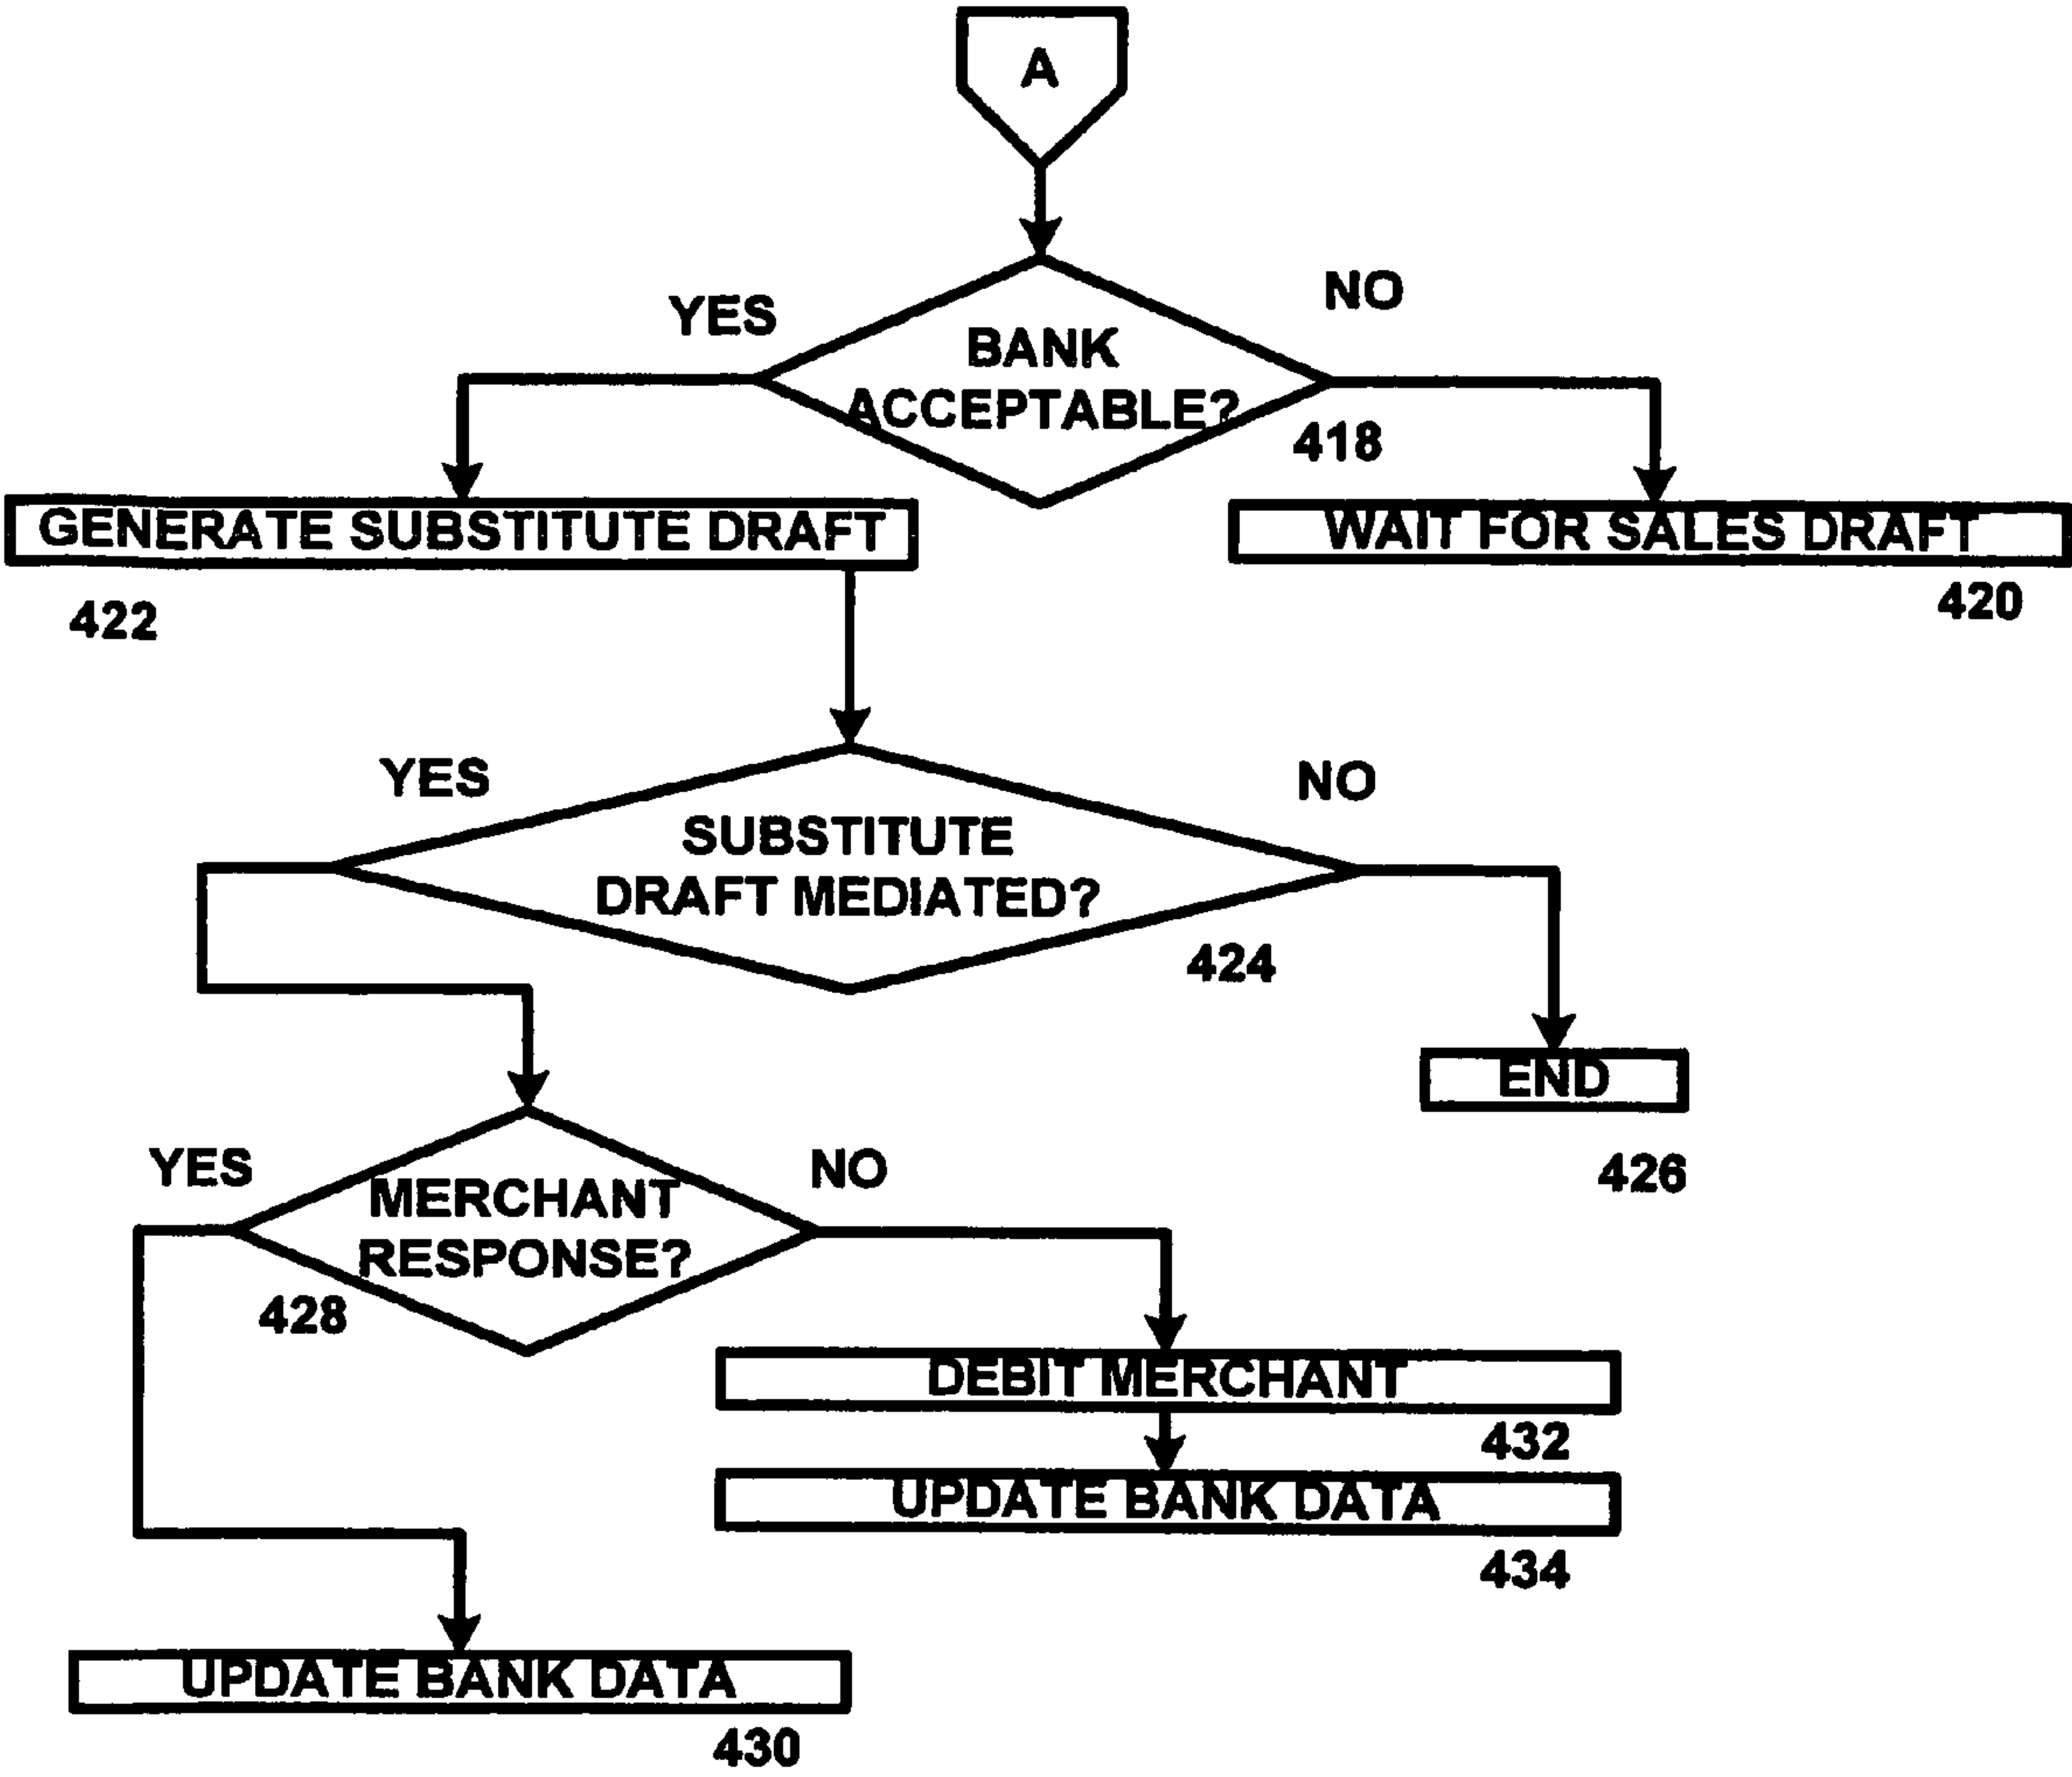 A
YES
NO
BANK
ACCEPTABLE?
418
GENERATE SUBSTITUTE DRAFT
WAIT FOR SALES DRAFT
422
420
YES
NO
SUBSTITUTE
DRAFT MEDIATED?
424
END
426
YES
NO
MERCHANT
RESPONSE?
428
DEBIT MERCHANT
432
UPDATE BANK DATA
434
UPDATE BANK DATA
430